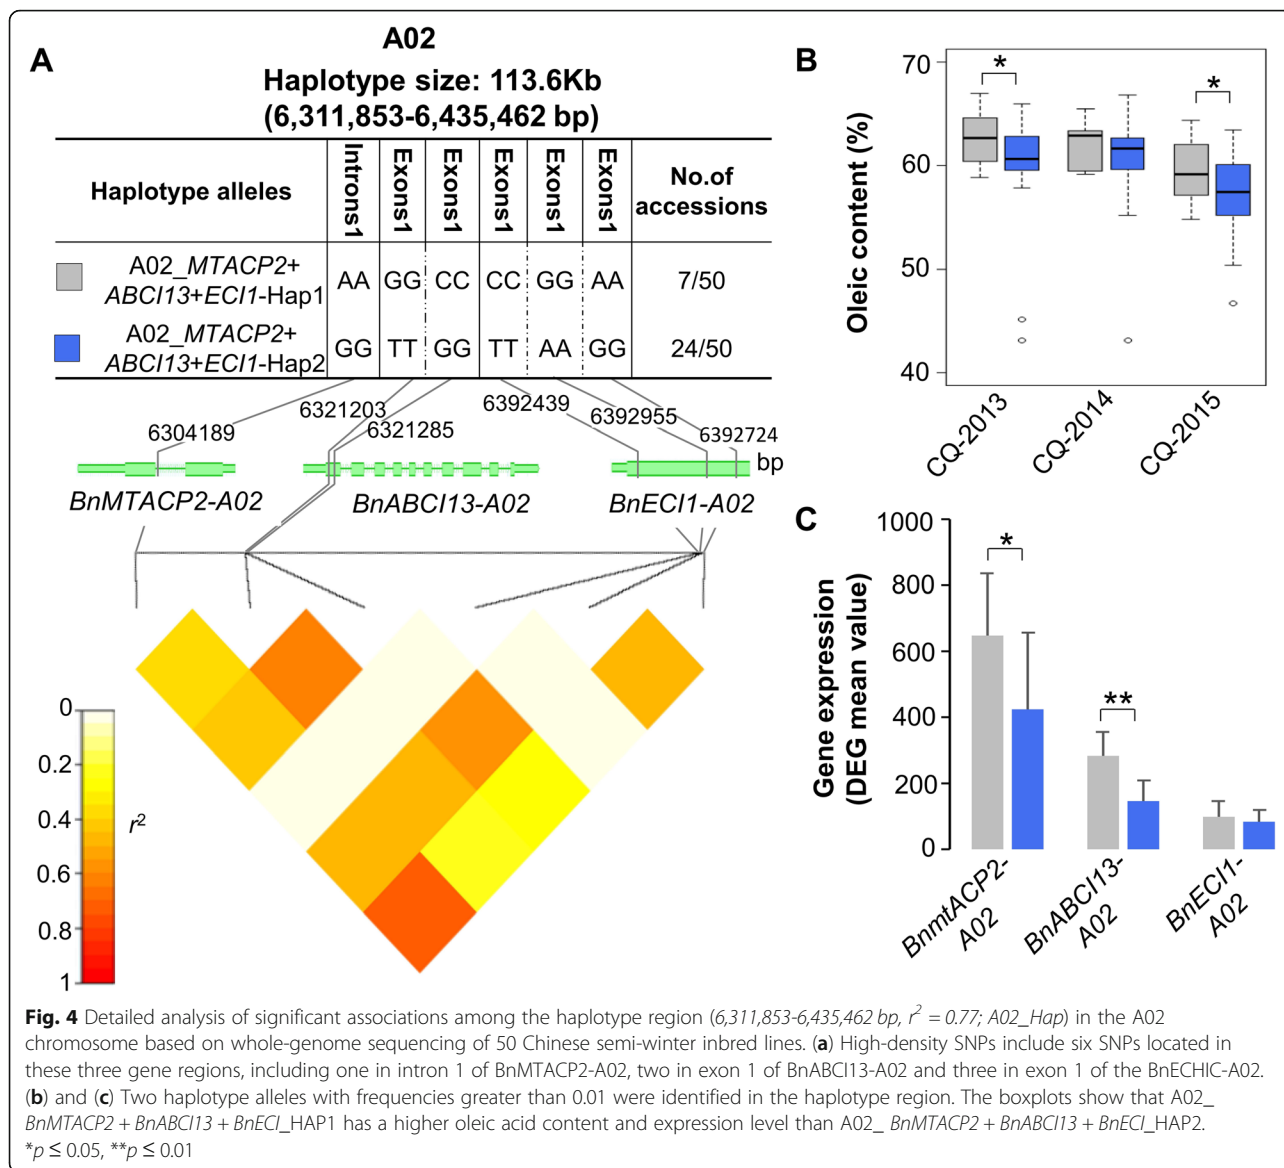 A
A02
Haplotype size: 113.6Kb
(6,311,853-6,435,462 bp)
Haplotype alleles
Introns1
Exons1
Exons1
Exons1
Exons1
Exons1
No.of
accessions
A02_MTACP2+
ABCI13+ECI1-Hap1
AA GG CC CC GG AA
7/50
A02_MTACP2+
ABCI13+ECI1-Hap2
GG TT GG TT AA GG
24/50
6304189
6321203
6321285
6392439
6392955
6392724
bp
BnMTACP2-A02
BnABCI13-A02
BnECI1-A02
0
0.2
0.4
0.6
0.8
1
r²
B
Oleic content (%)
70
60
50
40
*
*
CQ-2013
CQ-2014
CQ-2015
C
Gene expression
(DEG mean value)
1000
800
600
400
200
0
*
**
BnmtACP2-
A02
BnABCI13-
A02
BnECI1-
A02
Fig. 4 Detailed analysis of significant associations among the haplotype region (6,311,853-6,435,462 bp, r² = 0.77; A02_Hap) in the A02
chromosome based on whole-genome sequencing of 50 Chinese semi-winter inbred lines. (a) High-density SNPs include six SNPs located in
these three gene regions, including one in intron 1 of BnMTACP2-A02, two in exon 1 of BnABCI13-A02 and three in exon 1 of the BnECHIC-A02.
(b) and (c) Two haplotype alleles with frequencies greater than 0.01 were identified in the haplotype region. The boxplots show that A02_
BnMTACP2 + BnABCI13 + BnECI_HAP1 has a higher oleic acid content and expression level than A02_ BnMTACP2 + BnABCI13 + BnECI_HAP2.
*p ≤ 0.05, **p ≤ 0.01